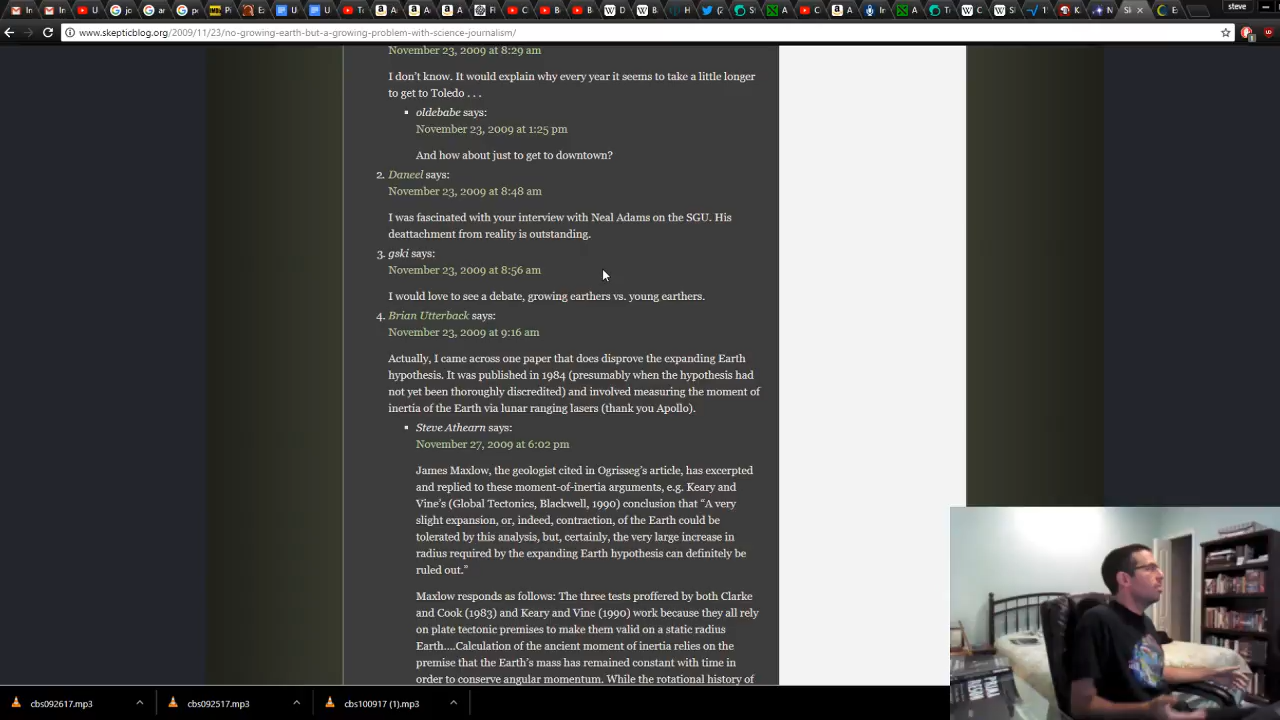 steve
www.skepticblog.org/2009/11/23/no-growing-earth-but-a-growing-problem-with-science-journalism/
November 23, 2009 at 8:29 am
I don't know. It would explain why every year it seems to take a little longer
to get to Toledo . . .
oldebabe says:
November 23, 2009 at 1:25 pm
And how about just to get to downtown?
2. Daneel says:
November 23, 2009 at 8:48 am
I was fascinated with your interview with Neal Adams on the SGU. His
deattachment from reality is outstanding.
3. gski says:
November 23, 2009 at 8:56 am
I would love to see a debate, growing earthers vs. young earthers.
4. Brian Utterback says:
November 23, 2009 at 9:16 am
Actually, I came across one paper that does disprove the expanding Earth
hypothesis. It was published in 1984 (presumably when the hypothesis had
not yet been thoroughly discredited) and involved measuring the moment of
inertia of the Earth via lunar ranging lasers (thank you Apollo).
Steve Athearn says:
November 27, 2009 at 6:02 pm
James Maxlow, the geologist cited in Ogrisseg's article, has excerpted
and replied to these moment-of-inertia arguments, e.g. Keary and
Vine's (Global Tectonics, Blackwell, 1990) conclusion that "A very
slight expansion, or, indeed, contraction, of the Earth could be
tolerated by this analysis, but, certainly, the very large increase in
radius required by the expanding Earth hypothesis can definitely be
ruled out."
Maxlow responds as follows: The three tests proffered by both Clarke
and Cook (1983) and Keary and Vine (1990) work because they all rely
on plate tectonic premises to make them valid on a static radius
Earth....Calculation of the ancient moment of inertia relies on the
premise that the Earth's mass has remained constant with time in
order to conserve angular momentum. While the rotational history of
cbs092617.mp3
cbs092517.mp3
cbs100917 (1).mp3